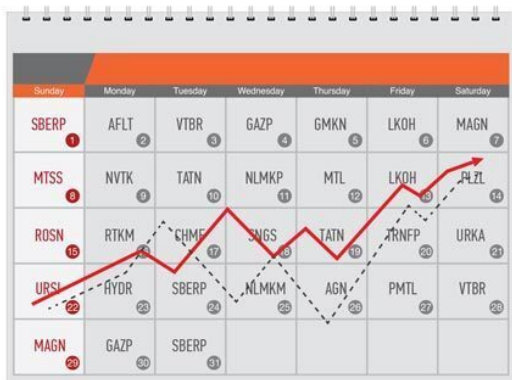 Sunday Monday Tuesday Wednesday Thursday Friday Saturday
SBERP AFLT VTBR GAZP GMKN LKOH MAGN
1 2 3 4 5 6 7
MTSS NVTK TATN NLMKP MTL LKOH PLZL
8 9 10 11 12 13 14
ROSN RTKM CHMF SNGS TATN TRNFP URKA
15 16 17 18 19 20 21
URSI HYDR SBERP NLMKM AGN PMTL VTBR
22 23 24 25 26 27 28
MAGN GAZP SBERP
29 30 31